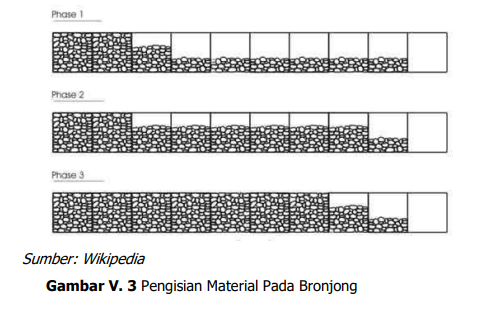 Phase 1
Phase 2
Phase 3
Sumber: Wikipedia
Gambar V. 3 Pengisian Material Pada Bronjong